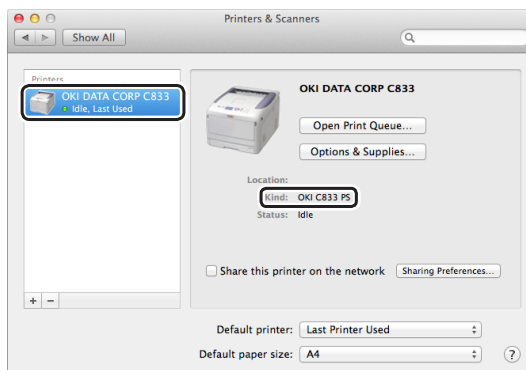 Printers & Scanners
Show All
Printers
OKI DATA CORP C833
Idle, Last Used
OKI DATA CORP C833
Open Print Queue...
Options & Supplies...
Location:
Kind: OKI C833 PS
Status: Idle
Share this printer on the network Sharing Preferences...
+ −
Default printer: Last Printer Used
Default paper size: A4 ?